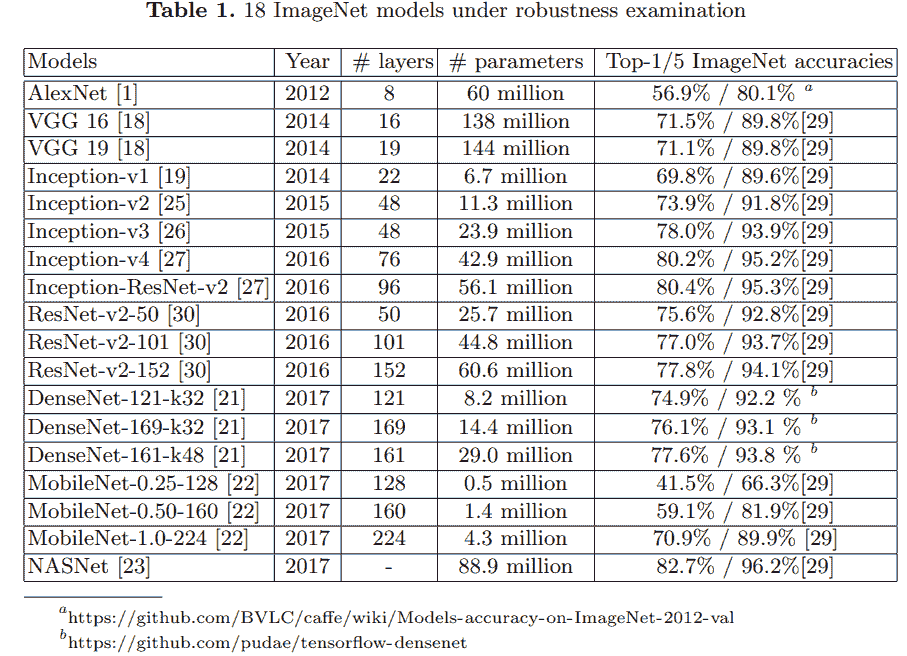 Table 1. 18 ImageNet models under robustness examination
Models Year # layers # parameters Top-1/5 ImageNet accuracies
AlexNet [1] 2012 8 60 million 56.9% / 80.1% a
VGG 16 [18] 2014 16 138 million 71.5% / 89.8%[29]
VGG 19 [18] 2014 19 144 million 71.1% / 89.8%[29]
Inception-v1 [19] 2014 22 6.7 million 69.8% / 89.6%[29]
Inception-v2 [25] 2015 48 11.3 million 73.9% / 91.8%[29]
Inception-v3 [26] 2015 48 23.9 million 78.0% / 93.9%[29]
Inception-v4 [27] 2016 76 42.9 million 80.2% / 95.2%[29]
Inception-ResNet-v2 [27] 2016 96 56.1 million 80.4% / 95.3%[29]
ResNet-v2-50 [30] 2016 50 25.7 million 75.6% / 92.8%[29]
ResNet-v2-101 [30] 2016 101 44.8 million 77.0% / 93.7%[29]
ResNet-v2-152 [30] 2016 152 60.6 million 77.8% / 94.1%[29]
DenseNet-121-k32 [21] 2017 121 8.2 million 74.9% / 92.2 % b
DenseNet-169-k32 [21] 2017 169 14.4 million 76.1% / 93.1 % b
DenseNet-161-k48 [21] 2017 161 29.0 million 77.6% / 93.8 % b
MobileNet-0.25-128 [22] 2017 128 0.5 million 41.5% / 66.3%[29]
MobileNet-0.50-160 [22] 2017 160 1.4 million 59.1% / 81.9%[29]
MobileNet-1.0-224 [22] 2017 224 4.3 million 70.9% / 89.9% [29]
NASNet [23] 2017 - 88.9 million 82.7% / 96.2%[29]
a https://github.com/BVLC/caffe/wiki/Models-accuracy-on-ImageNet-2012-val
b https://github.com/pudae/tensorflow-densenet